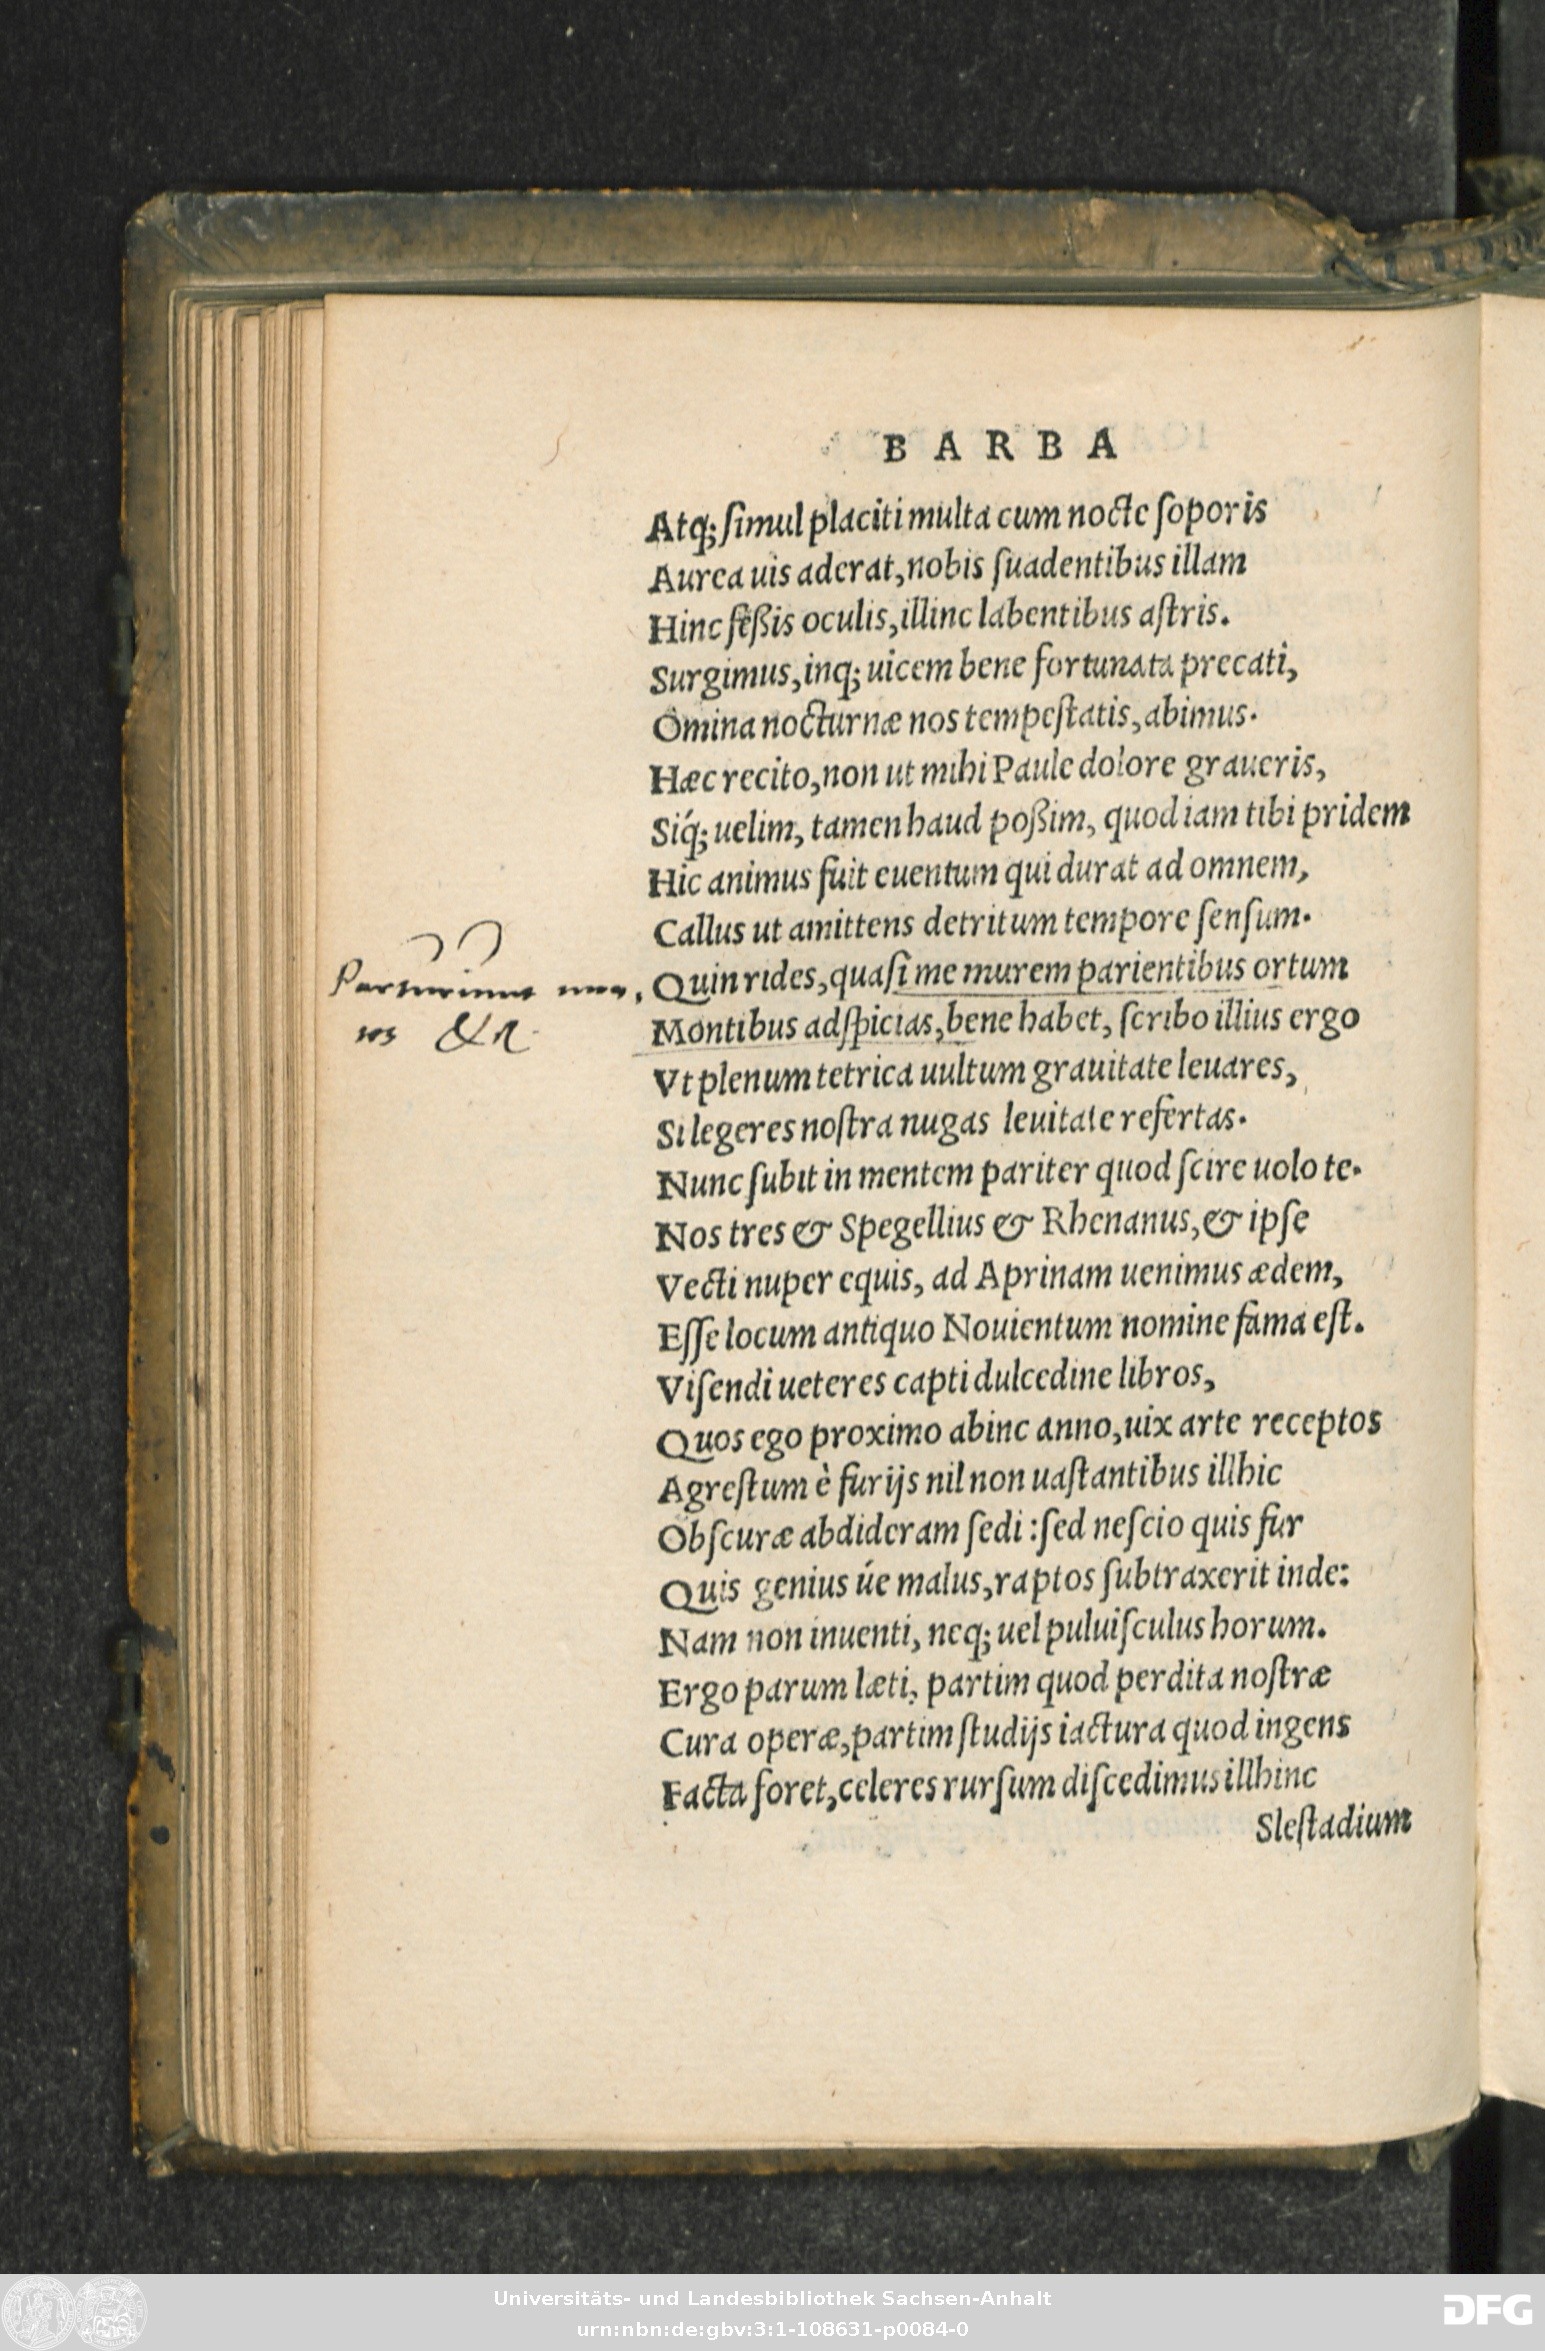 BARBA
Atq; ſimul placiti multa cum nocte ſoporis
Aurea uis aderat, nobis ſuadentibus illam
Hinc feßis oculis, illinc labentibus aſtris.
Surgimus, inq; uicem bene fortunata precati,
Omina nocturnæ nos tempeſtatis, abimus.
Hæc recito, non ut mihi Paule dolore graueris,
Siq́; uelim, tamen haud poßim, quod iam tibi pridem
Hic animus fuit euentum qui durat ad omnem,
Callus ut amittens detritum tempore ſenſum.
Parturiunt mon,
tes &c.
Quin rides, quaſi me murem parientibus ortum
Montibus adſpicias, bene habet, ſcribo illius ergo
Vt plenum tetrica uultum grauitate leuares,
Si legeres noſtra nugas leuitate refertas.
Nunc ſubit in mentem pariter quod ſcire uolo te.
Nos tres & Spegellius & Rhenanus, & ipſe
Vecti nuper equis, ad Aprinam uenimus ædem,
Eſſe locum antiquo Nouientum nomine fama eſt.
Viſendi ueteres capti dulcedine libros,
Quos ego proximo abinc anno, uix arte receptos
Agreſtum è furijs nil non uaſtantibus illhic
Obſcuræ abdideram ſedi : ſed neſcio quis fur
Quis genius úe malus, raptos ſubtraxerit inde:
Nam non inuenti, neq; uel puluiſculus horum.
Ergo parum læti, partim quod perdita noſtræ
Cura operæ, partim ſtudijs iactura quod ingens
Facta foret, celeres rurſum diſcedimus illhinc
Sleſtadium
Universitäts- und Landesbibliothek Sachsen-Anhalt
urn:nbn:de:gbv:3:1-108631-p0084-0
DFG